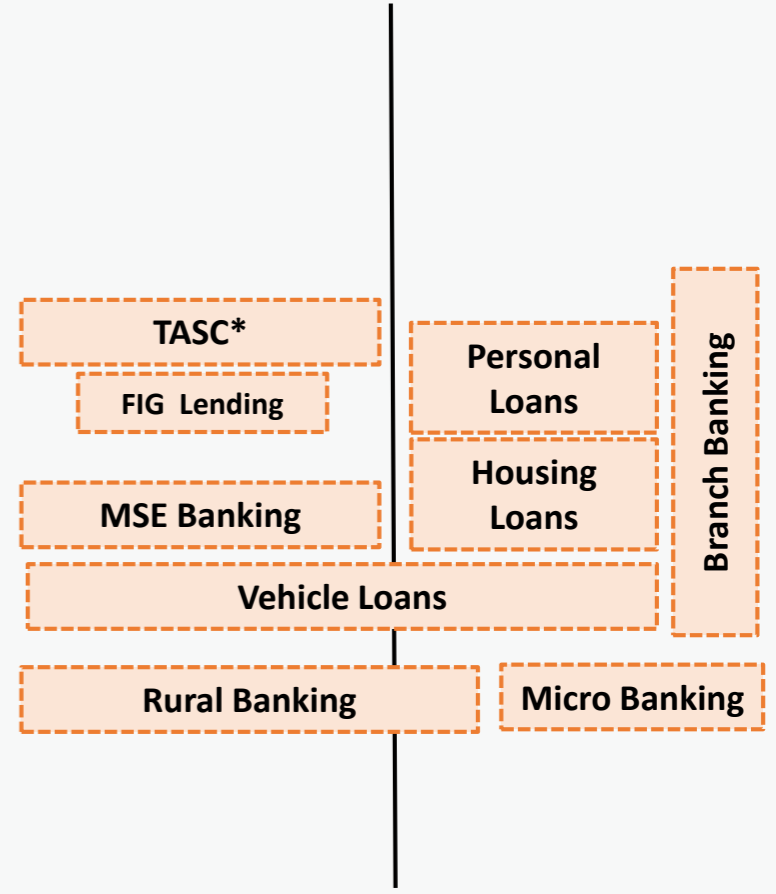 TASC*
FIG Lending
MSE Banking
Personal
Loans
Housing
Loans
Branch Banking
Vehicle Loans
Rural Banking
Micro Banking